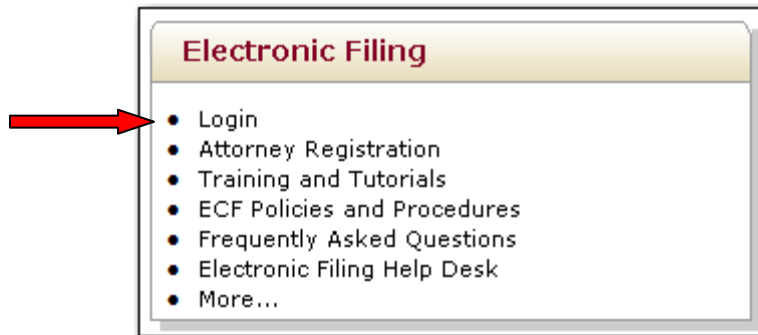 Electronic Filing
Login
Attorney Registration
Training and Tutorials
ECF Policies and Procedures
Frequently Asked Questions
Electronic Filing Help Desk
More...